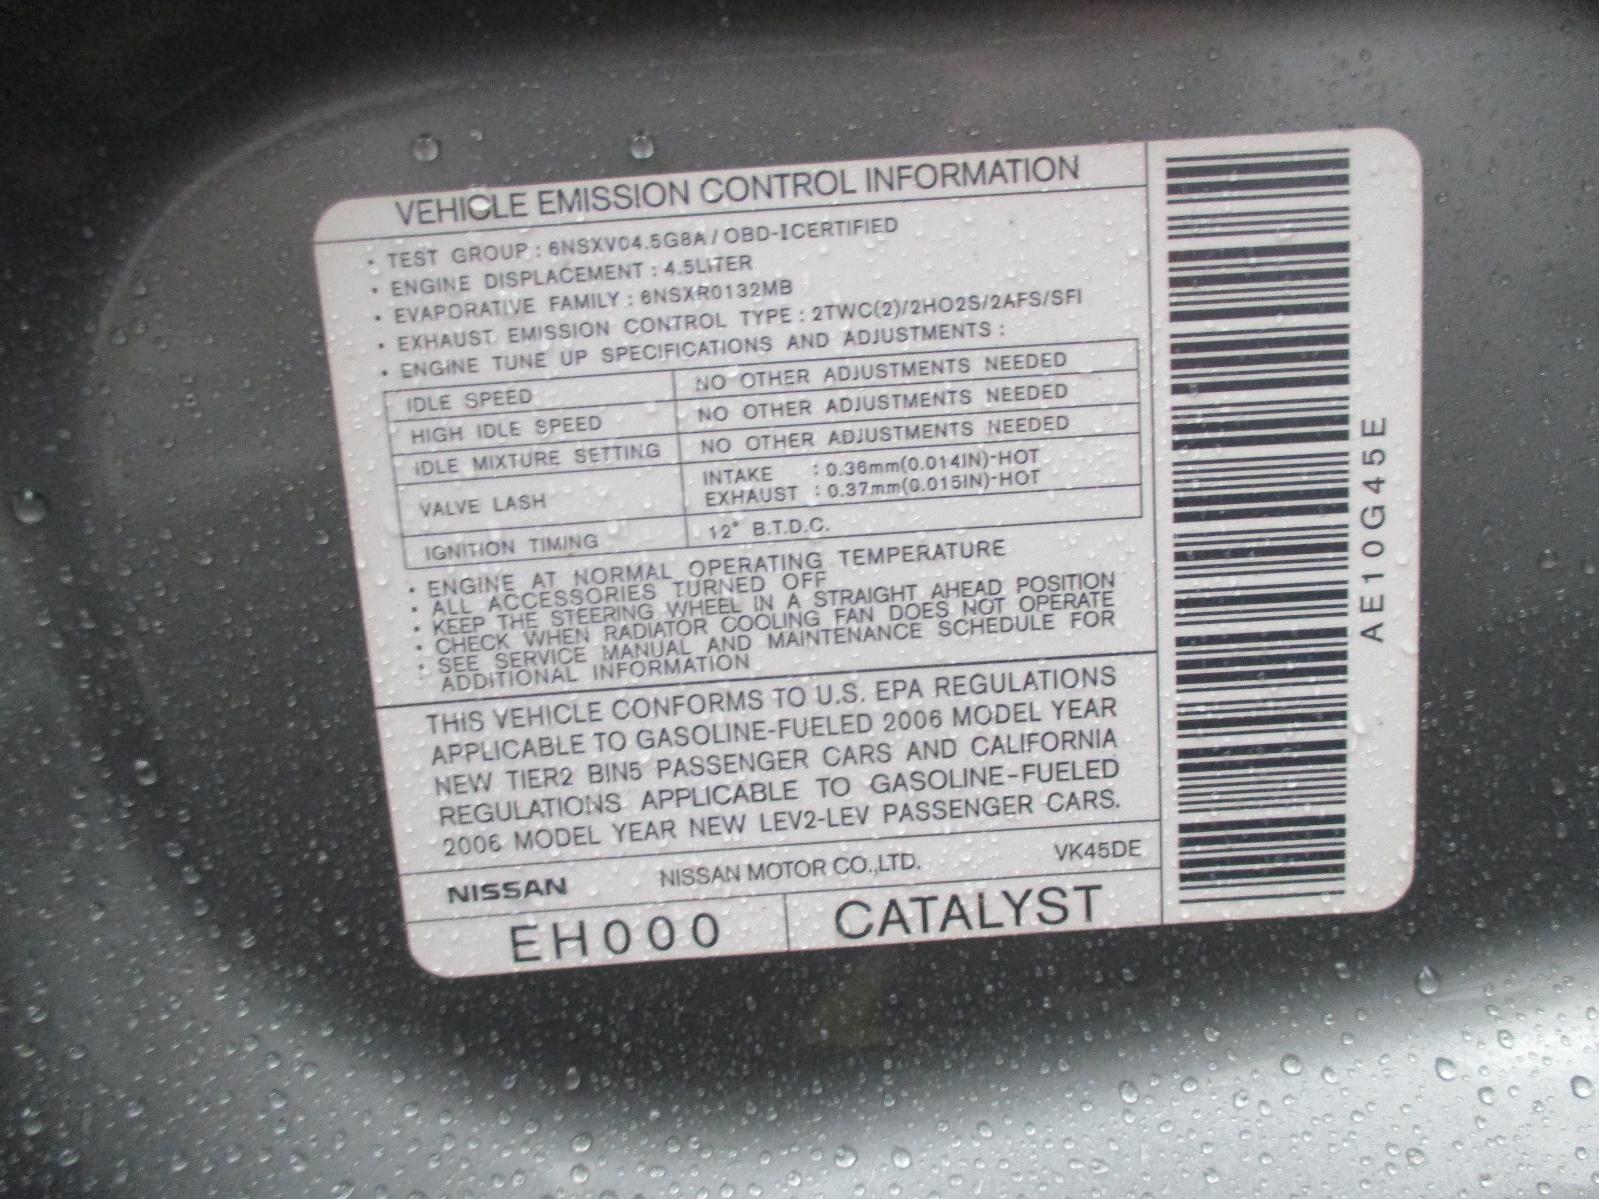 VEHICLE EMISSION CONTROL INFORMATION
• TEST GROUP : 6NSXV04.5G8A / OBD-ⅠCERTIFIED
• ENGINE DISPLACEMENT : 4.5LITER
• EVAPORATIVE FAMILY : 6NSXR0132MB
• EXHAUST EMISSION CONTROL TYPE : 2TWC(2)/2HO2S/2AFS/SFI
• ENGINE TUNE UP SPECIFICATIONS AND ADJUSTMENTS :
IDLE SPEED NO OTHER ADJUSTMENTS NEEDED
HIGH IDLE SPEED NO OTHER ADJUSTMENTS NEEDED
IDLE MIXTURE SETTING NO OTHER ADJUSTMENTS NEEDED
VALVE LASH INTAKE : 0.36mm(0.014IN)-HOT
EXHAUST : 0.37mm(0.015IN)-HOT
IGNITION TIMING 12° B.T.D.C.
• ENGINE AT NORMAL OPERATING TEMPERATURE
• ALL ACCESSORIES TURNED OFF
• KEEP THE STEERING WHEEL IN A STRAIGHT AHEAD POSITION
• CHECK WHEN RADIATOR COOLING FAN DOES NOT OPERATE
• SEE SERVICE MANUAL AND MAINTENANCE SCHEDULE FOR
ADDITIONAL INFORMATION
THIS VEHICLE CONFORMS TO U.S. EPA REGULATIONS
APPLICABLE TO GASOLINE-FUELED 2006 MODEL YEAR
NEW TIER2 BIN5 PASSENGER CARS AND CALIFORNIA
REGULATIONS APPLICABLE TO GASOLINE-FUELED
2006 MODEL YEAR NEW LEV2-LEV PASSENGER CARS.
NISSAN NISSAN MOTOR CO.,LTD. VK45DE
EH000 CATALYST
AE10G45E